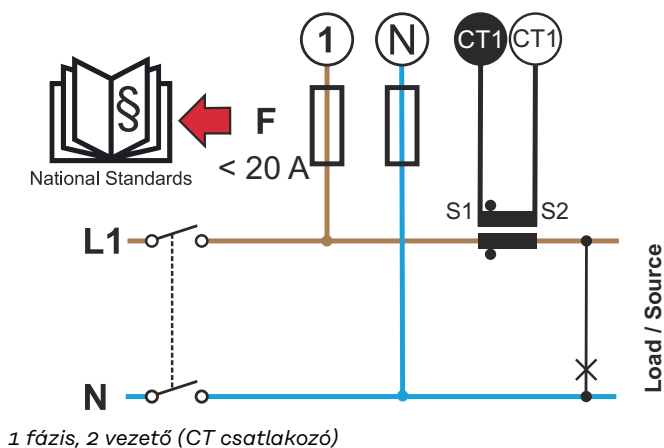 1 N CT1 CT1
§
F
National Standards
< 20 A
S1 S2
L1
Load / Source
N
1 fázis, 2 vezető (CT csatlakozó)